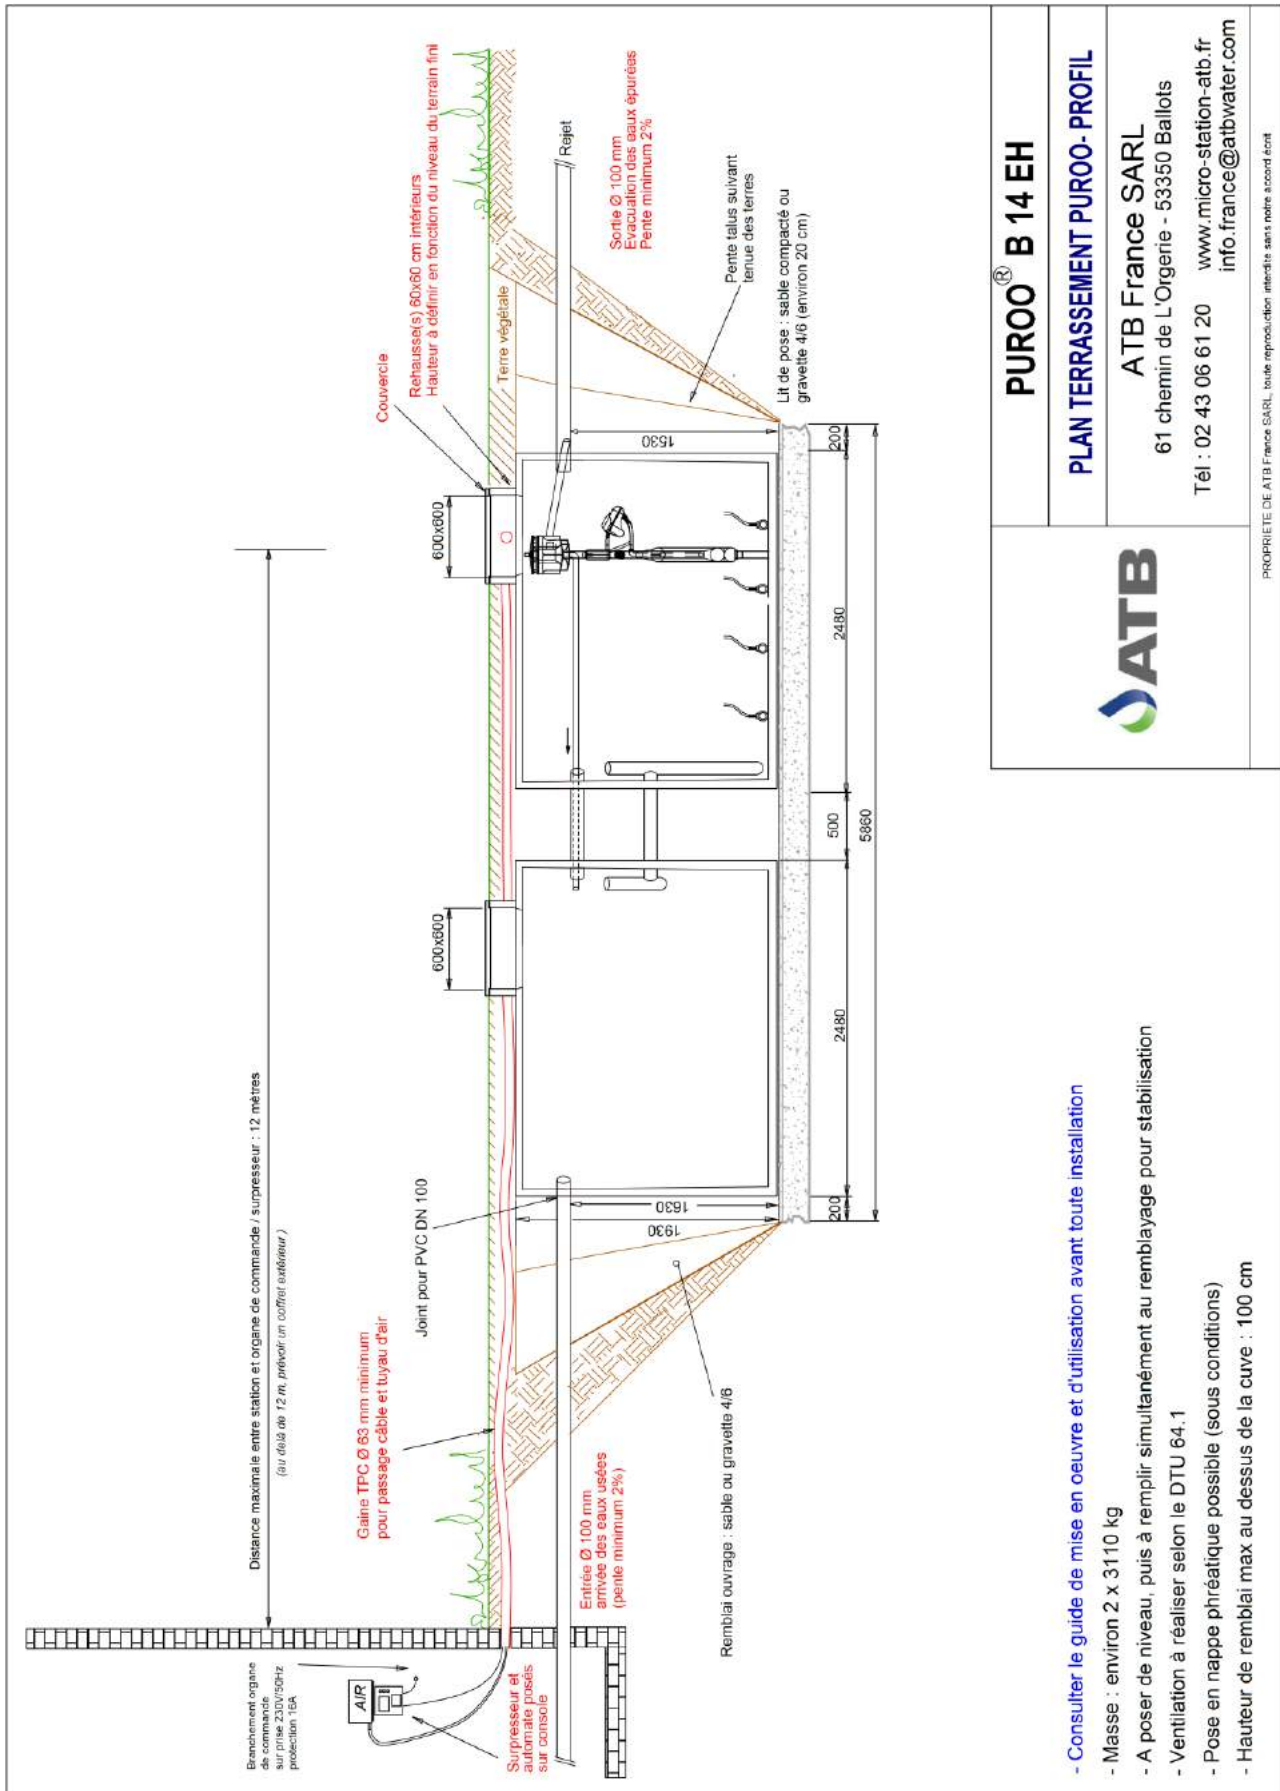 Distance maximale entre station et organe de commande / surpresseur : 12 mètres
(au delà de 12 m, prévoir un coffret extérieur)
Branchement organe
de commande
sur prise 230V/50Hz
protection 16A
AIR
Surpresseur et
automate posés
sur console
Gaine TPC Ø 63 mm minimum
pour passage câble et tuyau d'air
Joint pour PVC DN 100
600x600
600x600
Couvercle
Rehausse(s) 60x60 cm intérieurs
Hauteur à définir en fonction du niveau du terrain fini
Terre végétale
Rejet
Entrée Ø 100 mm
arrivée des eaux usées
(pente minimum 2%)
Sortie Ø 100 mm
Evacuation des eaux épurées
Pente minimum 2%
Remblai ouvrage : sable ou gravette 4/6
1930
1630
1530
Pente talus suivant
tenue des terres
Lit de pose : sable compacté ou
gravette 4/6 (environ 20 cm)
200
2480
500
2480
200
5860
- Consulter le guide de mise en oeuvre et d'utilisation avant toute installation
- Masse : environ 2 x 3110 kg
- A poser de niveau, puis à remplir simultanément au remblayage pour stabilisation
- Ventilation à réaliser selon le DTU 64.1
- Pose en nappe phréatique possible (sous conditions)
- Hauteur de remblai max au dessus de la cuve : 100 cm
ATB
PUROO® B 14 EH
PLAN TERRASSEMENT PUROO- PROFIL
ATB France SARL
61 chemin de L'Orgerie - 53350 Ballots
Tél : 02 43 06 61 20 www.micro-station-atb.fr
info.france@atbwater.com
PROPRIETE DE ATB France SARL, toute reproduction interdite sans notre accord écrit